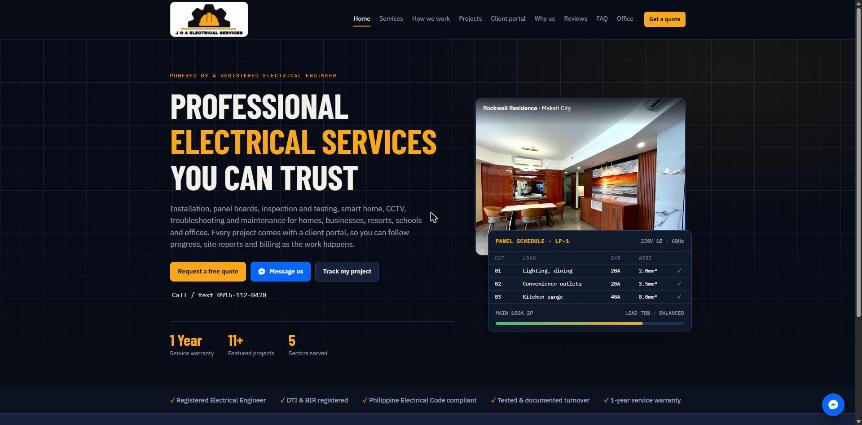 J & A ELECTRICAL SERVICES
Home Services How we work Projects Client portal Why us Reviews FAQ Office Get a quote
POWERED BY A REGISTERED ELECTRICAL ENGINEER
PROFESSIONAL
ELECTRICAL SERVICES
YOU CAN TRUST
Installation, panel boards, inspection and testing, smart home, CCTV,
troubleshooting and maintenance for homes, businesses, resorts, schools
and offices. Every project comes with a client portal, so you can follow
progress, site reports and billing as the work happens.
Request a free quote Message us Track my project
Call / text 0915-112-0420
1 Year 11+ 5
Service warranty Featured projects Sectors served
Rockwell Residence · Makati City
PANEL SCHEDULE · LP-1 230V 1Ø · 60Hz
CKT LOAD BKR WIRE
01 Lighting, dining 20A 2.0mm² ✓
02 Convenience outlets 20A 3.5mm² ✓
03 Kitchen range 40A 8.0mm² ✓
MAIN 100A 2P LOAD 78% · BALANCED
✓ Registered Electrical Engineer ✓ DTI & BIR registered ✓ Philippine Electrical Code compliant ✓ Tested & documented turnover ✓ 1-year service warranty